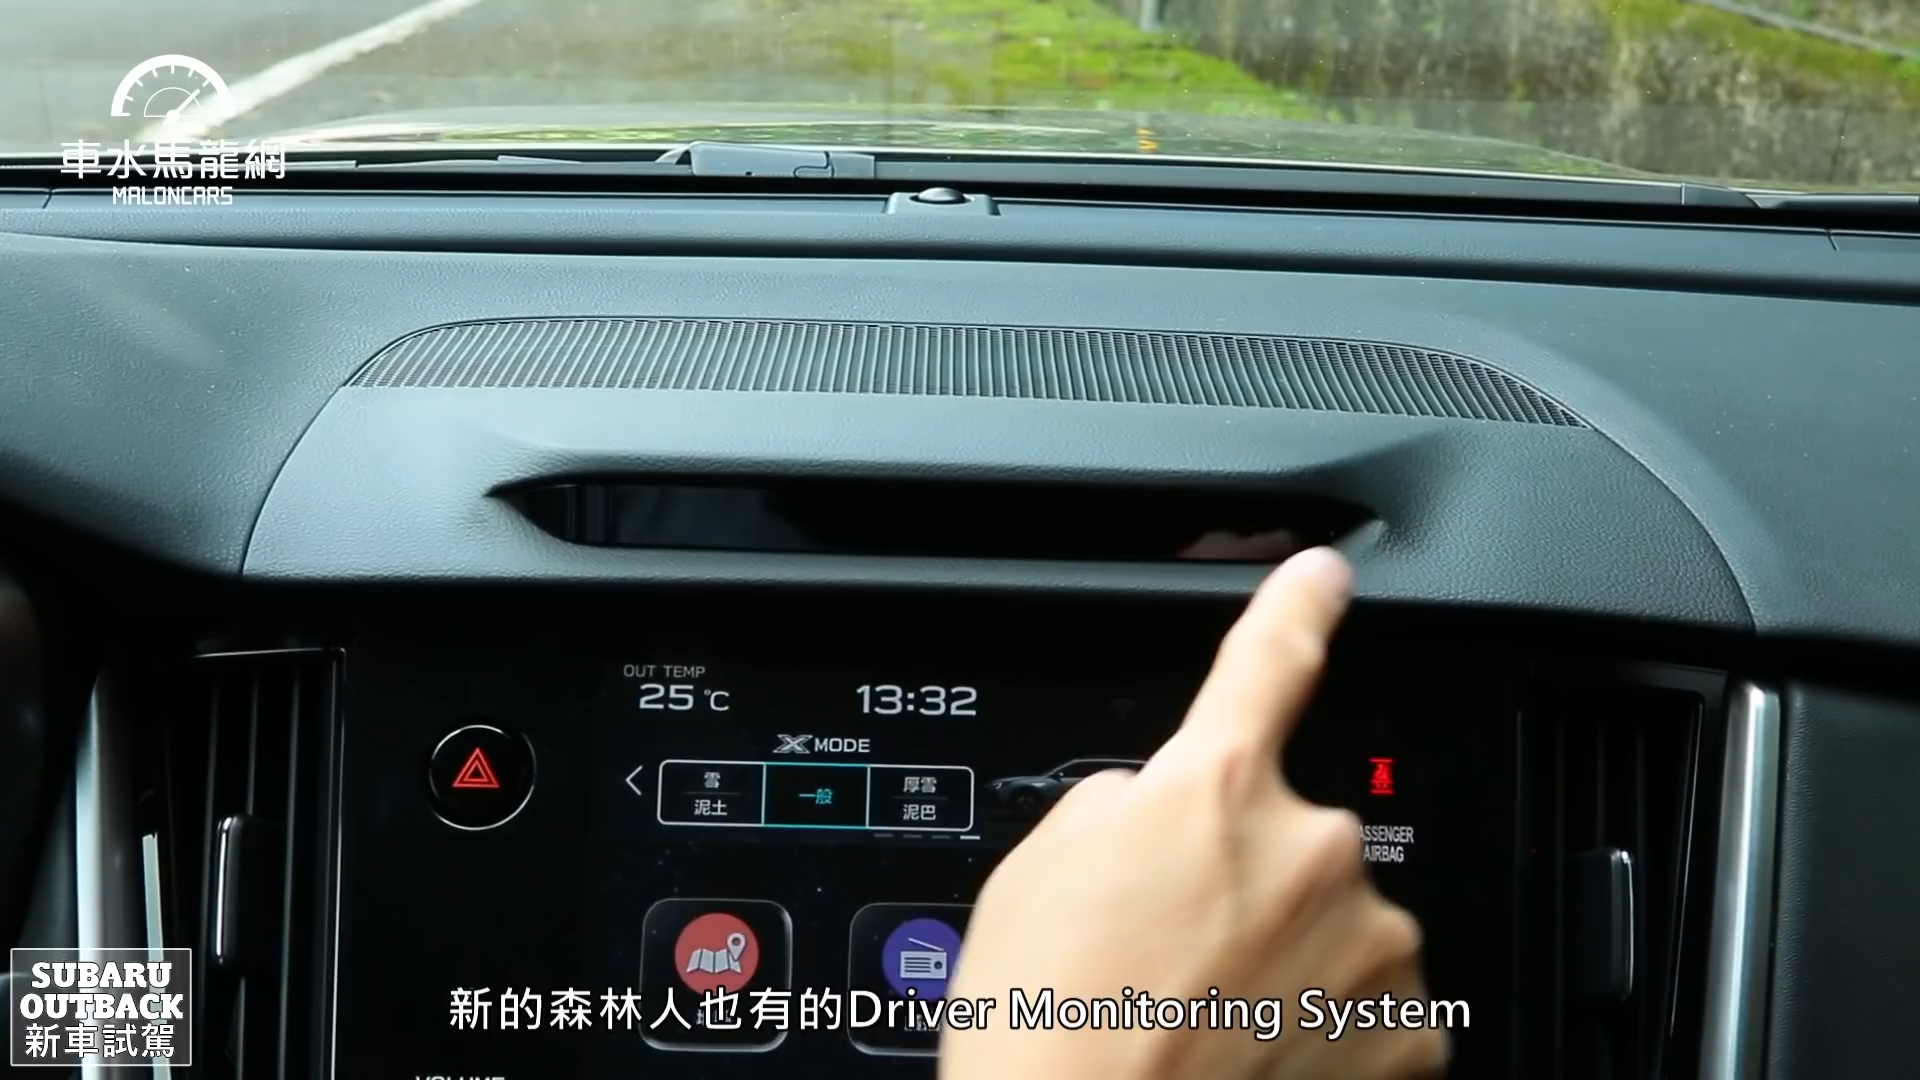 車水馬龍網
MALONCARS
OUT TEMP
25°C
13:32
X MODE
雪
泥土
一般
厚雪
泥巴
ASSENGER
AIRBAG
SUBARU
OUTBACK
新車試駕
新的森林人也有的Driver Monitoring System
VOLUME